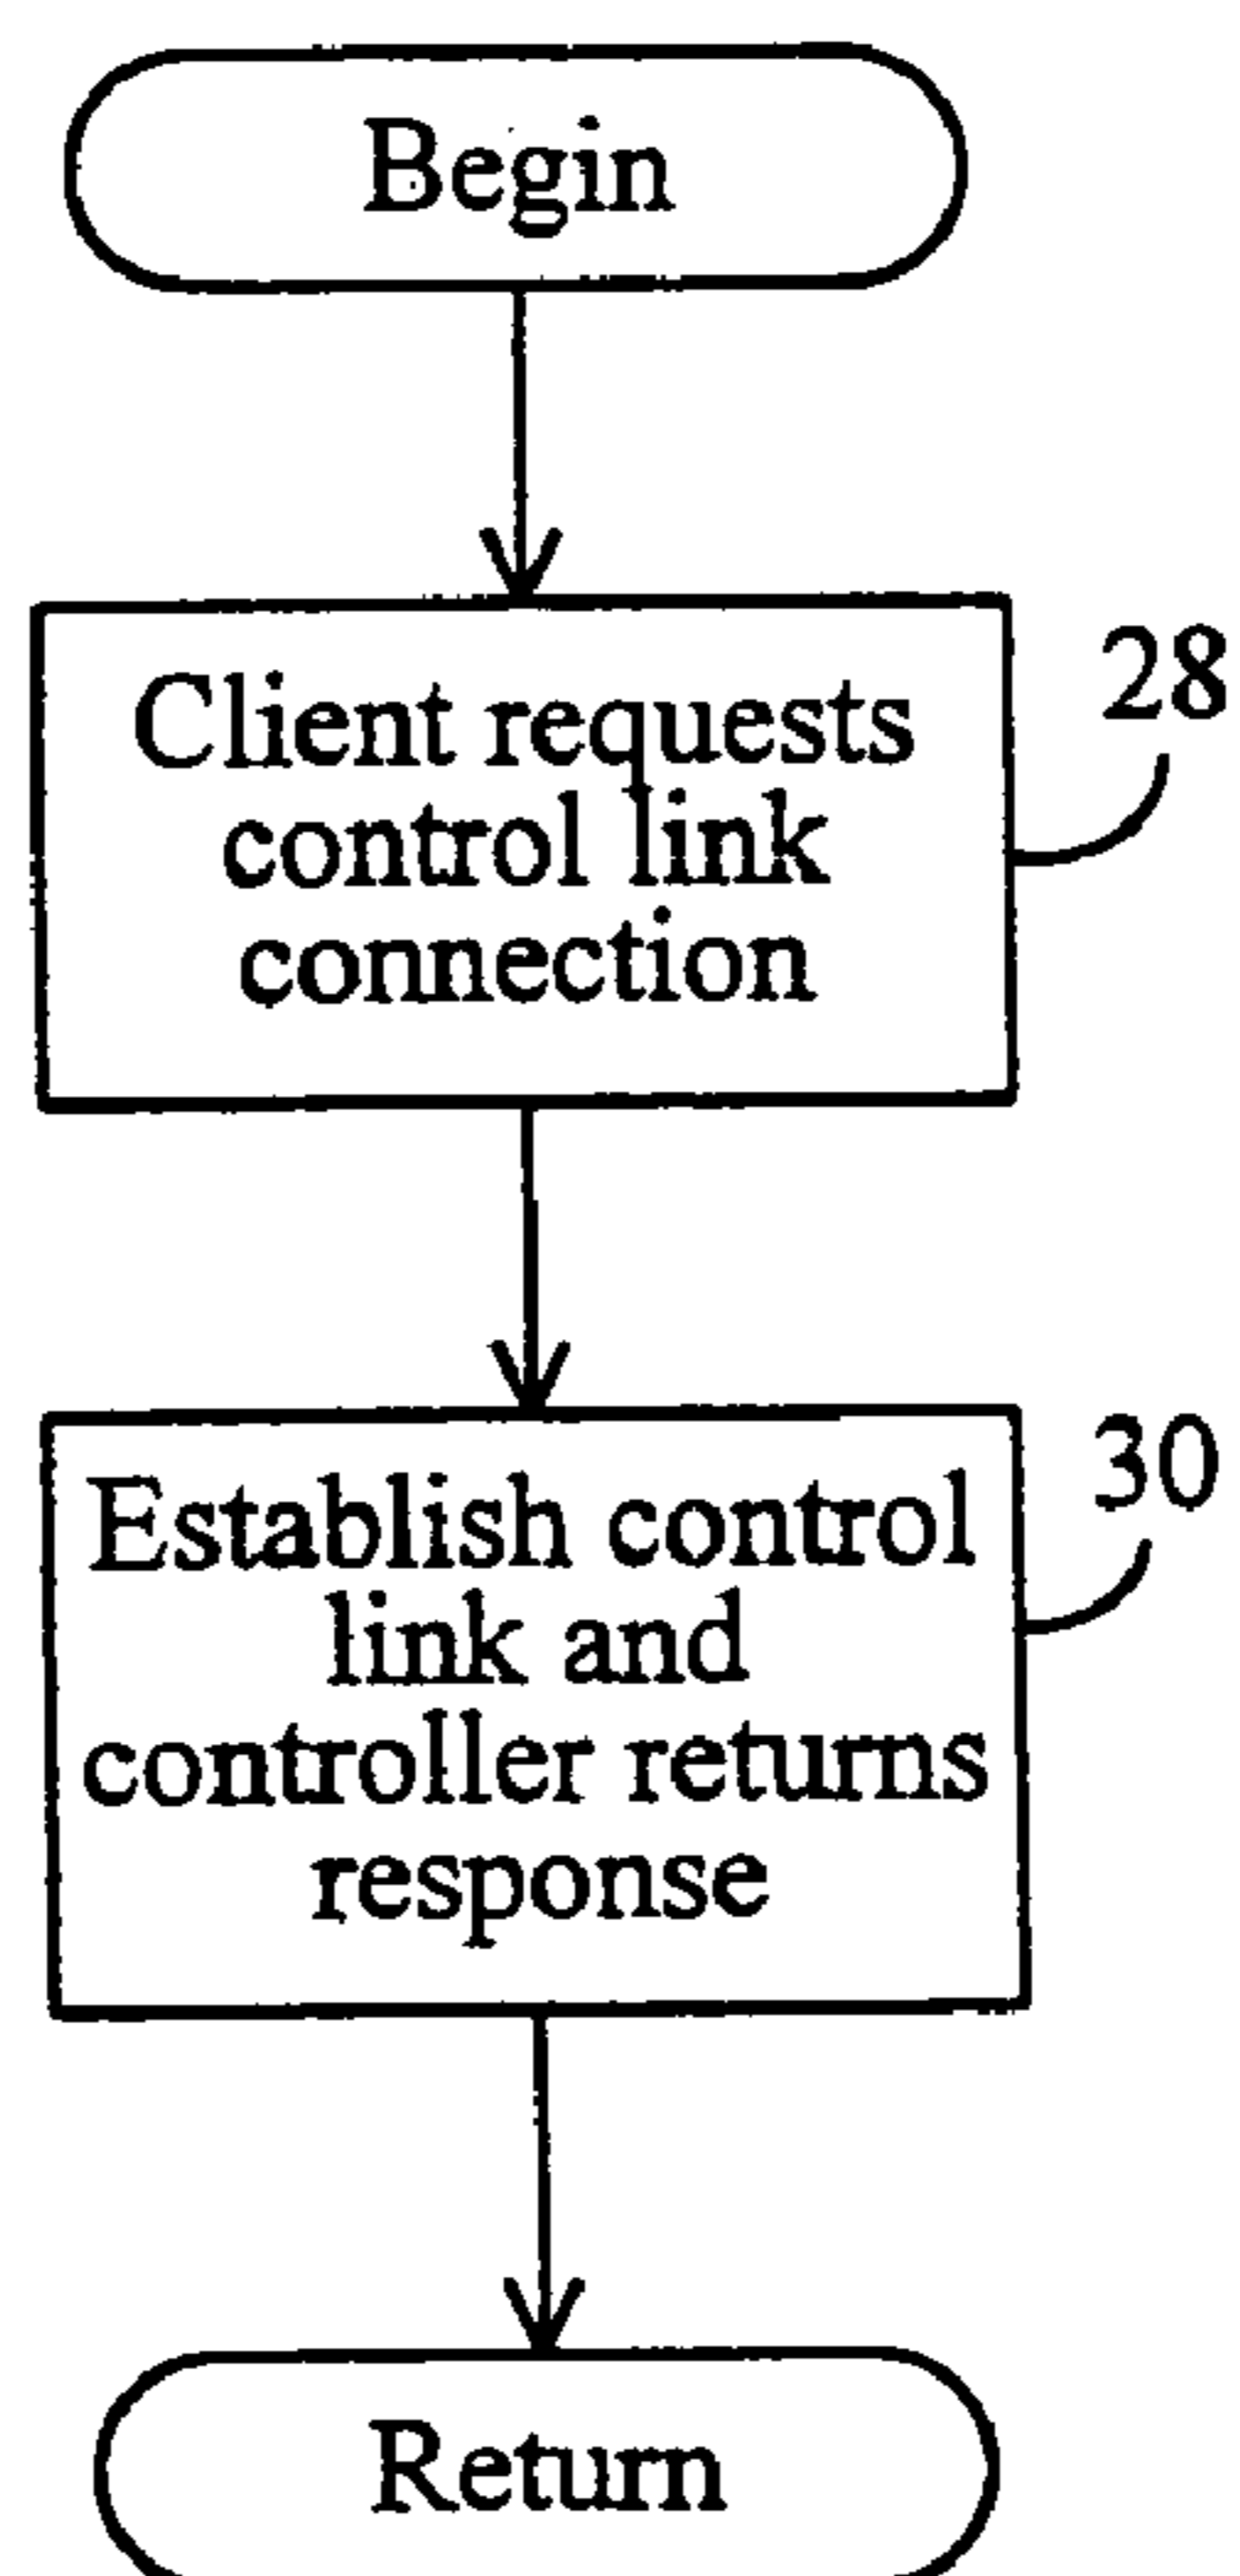 Begin
Client requests
control link
connection
28
Establish control
link and
controller returns
response
30
Return